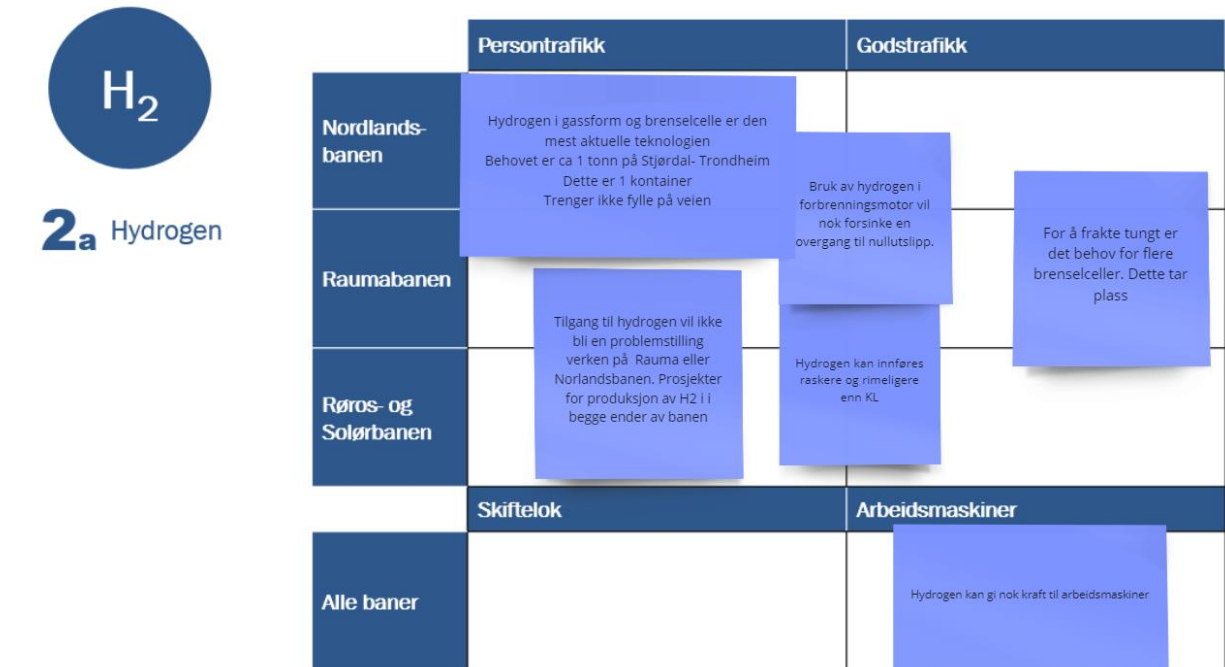 H₂
2a Hydrogen
Persontrafikk
Godstrafikk
Nordlands-
banen
Hydrogen i gassform og brenselcelle er den
mest aktuelle teknologien
Behovet er ca 1 tonn på Stjørdal- Trondheim
Dette er 1 kontainer
Trenger ikke fylle på veien
Bruk av hydrogen i
forbrenningsmotor vil
nok forsinke en
overgang til nullutslipp.
For å frakte tungt er
det behov for flere
brenselceller. Dette tar
plass
Raumabanen
Tilgang til hydrogen vil ikke
bli en problemstilling
verken på Rauma eller
Norlandsbanen. Prosjekter
for produksjon av H2 i i
begge ender av banen
Hydrogen kan innføres
raskere og rimeligere
enn KL
Røros- og
Solørbanen
Skiftelok
Arbeidsmaskiner
Alle baner
Hydrogen kan gi nok kraft til arbeidsmaskiner